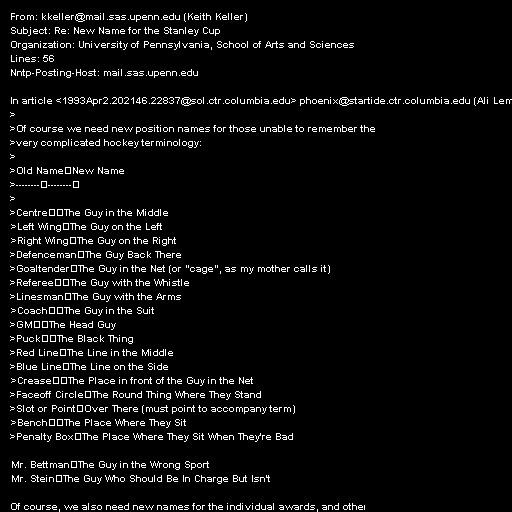 From: kkeller@mail.sas.upenn.edu (Keith Keller)
Subject: Re: New Name for the Stanley Cup
Organization: University of Pennsylvania, School of Arts and Sciences
Lines: 56
Nntp-Posting-Host: mail.sas.upenn.edu

In article <1993Apr2.202146.22837@sol.ctr.columbia.edu> phoenix@startide.ctr.columbia.edu (Ali Lem
>
>Of course we need new position names for those unable to remember the
>very complicated hockey terminology:
>
>Old Name▯New Name
>--------▯--------▯
>
>Centre▯▯The Guy in the Middle
>Left Wing▯The Guy on the Left
>Right Wing▯The Guy on the Right
>Defenceman▯The Guy Back There
>Goaltender▯The Guy in the Net (or "cage", as my mother calls it)
>Referee▯▯The Guy with the Whistle
>Linesman▯The Guy with the Arms
>Coach▯▯The Guy in the Suit
>GM▯▯The Head Guy
>Puck▯▯The Black Thing
>Red Line▯The Line in the Middle
>Blue Line▯The Line on the Side
>Crease▯▯The Place in front of the Guy in the Net
>Faceoff Circle▯The Round Thing Where They Stand
>Slot or Point▯Over There (must point to accompany term)
>Bench▯▯The Place Where They Sit
>Penalty Box▯The Place Where They Sit When They're Bad

Mr. Bettman▯The Guy in the Wrong Sport
Mr. Stein▯The Guy Who Should Be In Charge But Isn't

Of course, we also need new names for the individual awards, and other